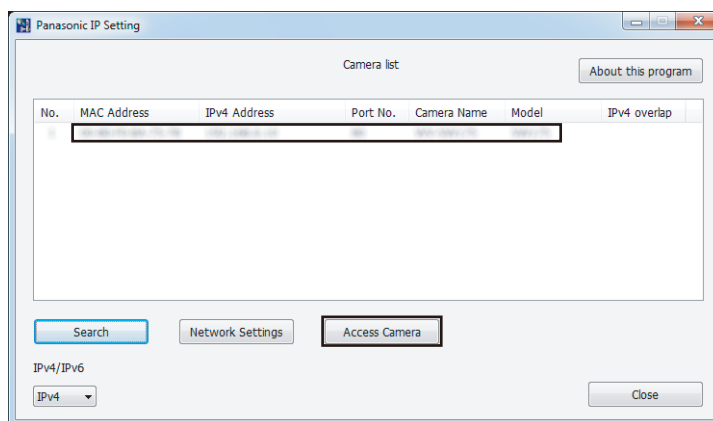 Panasonic IP Setting
Camera list
About this program
No. MAC Address IPv4 Address Port No. Camera Name Model IPv4 overlap
Search Network Settings Access Camera
IPv4/IPv6
IPv4
Close